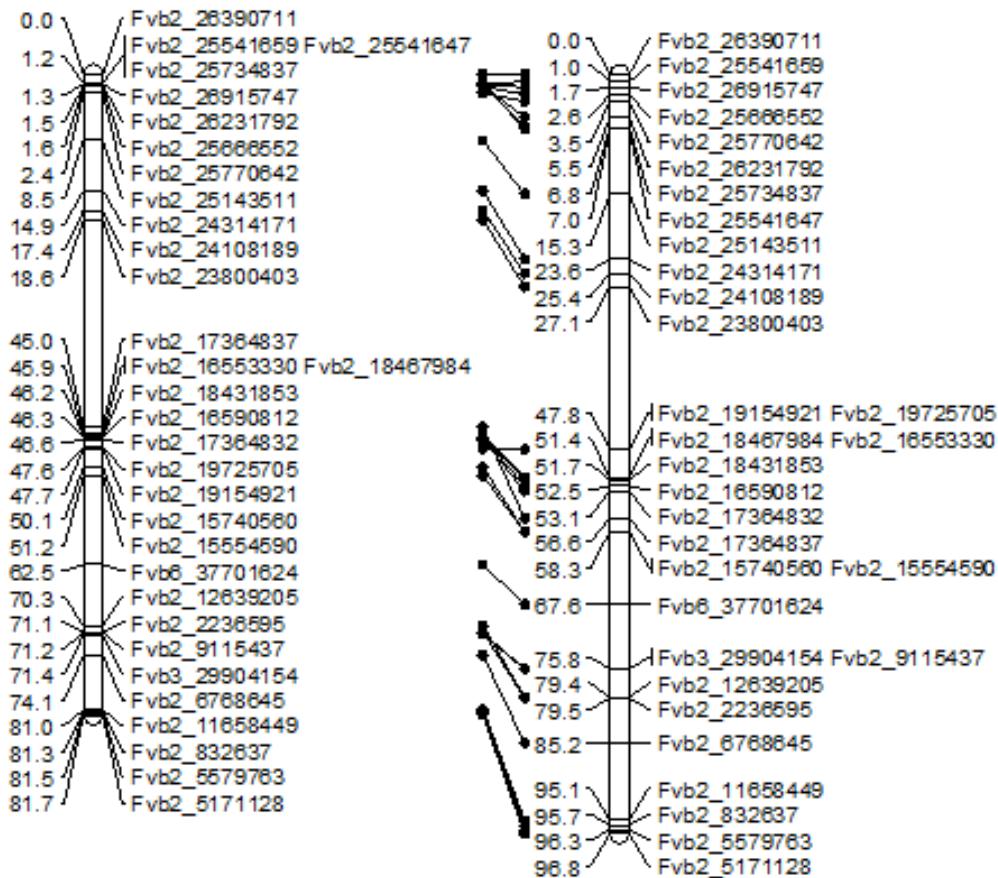 0.0 Fvb2_26390711
1.2 Fvb2_25541659 Fvb2_25541647
Fvb2_25734837
1.3 Fvb2_26915747
1.5 Fvb2_26231792
1.6 Fvb2_25666552
2.4 Fvb2_25770642
8.5 Fvb2_25143511
14.9 Fvb2_24314171
17.4 Fvb2_24108189
18.6 Fvb2_23800403
45.0 Fvb2_17364837
45.9 Fvb2_16553330 Fvb2_18467984
46.2 Fvb2_18431853
46.3 Fvb2_16590812
46.6 Fvb2_17364832
47.6 Fvb2_19725705
47.7 Fvb2_19154921
50.1 Fvb2_15740560
51.2 Fvb2_15554590
62.5 Fvb6_37701624
70.3 Fvb2_12639205
71.1 Fvb2_2236595
71.2 Fvb2_9115437
71.4 Fvb3_29904154
74.1 Fvb2_6768645
81.0 Fvb2_11658449
81.3 Fvb2_832637
81.5 Fvb2_5579763
81.7 Fvb2_5171128
0.0 Fvb2_26390711
1.0 Fvb2_25541659
1.7 Fvb2_26915747
2.6 Fvb2_25666552
3.5 Fvb2_25770642
5.5 Fvb2_26231792
6.8 Fvb2_25734837
7.0 Fvb2_25541647
15.3 Fvb2_25143511
23.6 Fvb2_24314171
25.4 Fvb2_24108189
27.1 Fvb2_23800403
47.8 Fvb2_19154921 Fvb2_19725705
51.4 Fvb2_18467984 Fvb2_16553330
51.7 Fvb2_18431853
52.5 Fvb2_16590812
53.1 Fvb2_17364832
56.6 Fvb2_17364837
58.3 Fvb2_15740560 Fvb2_15554590
67.6 Fvb6_37701624
75.8 Fvb3_29904154 Fvb2_9115437
79.4 Fvb2_12639205
79.5 Fvb2_2236595
85.2 Fvb2_6768645
95.1 Fvb2_11658449
95.7 Fvb2_832637
96.3 Fvb2_5579763
96.8 Fvb2_5171128